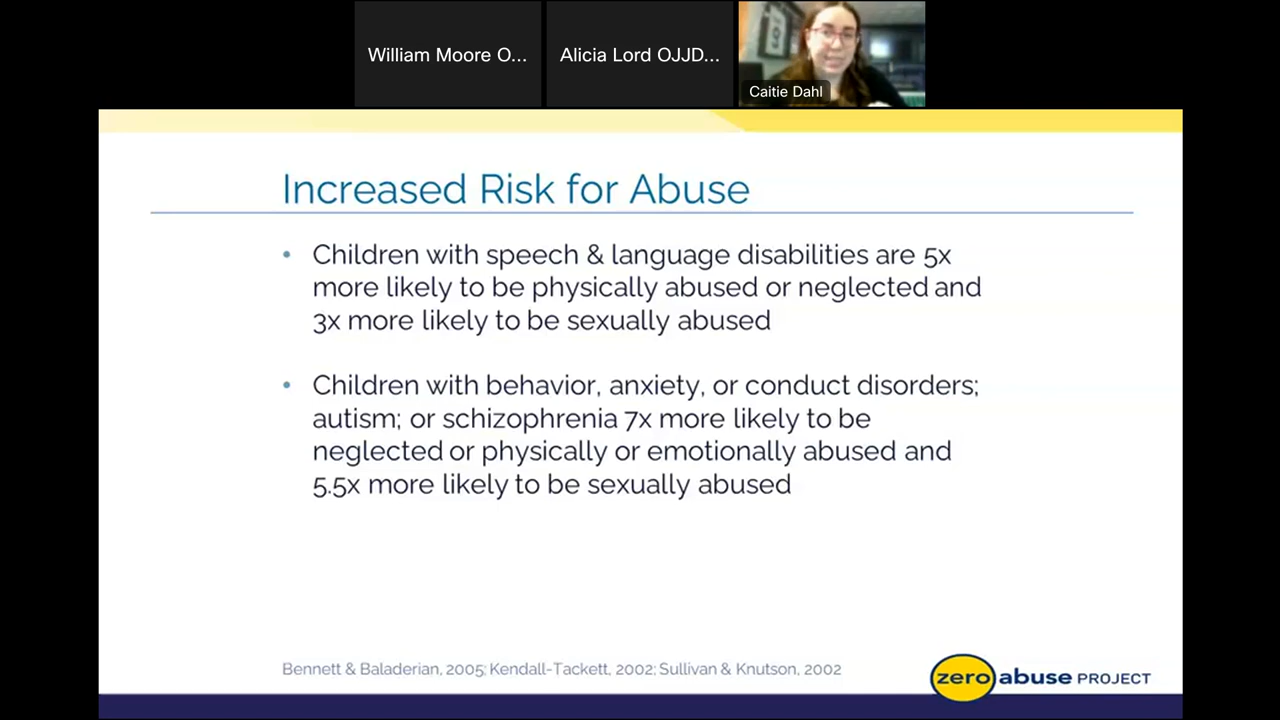 William Moore O...
Alicia Lord OJJD...
Caitie Dahl
Increased Risk for Abuse
• Children with speech & language disabilities are 5x
more likely to be physically abused or neglected and
3x more likely to be sexually abused
• Children with behavior, anxiety, or conduct disorders;
autism; or schizophrenia 7x more likely to be
neglected or physically or emotionally abused and
5.5x more likely to be sexually abused
Bennett & Baladerian, 2005; Kendall-Tackett, 2002; Sullivan & Knutson, 2002
zero abuse PROJECT